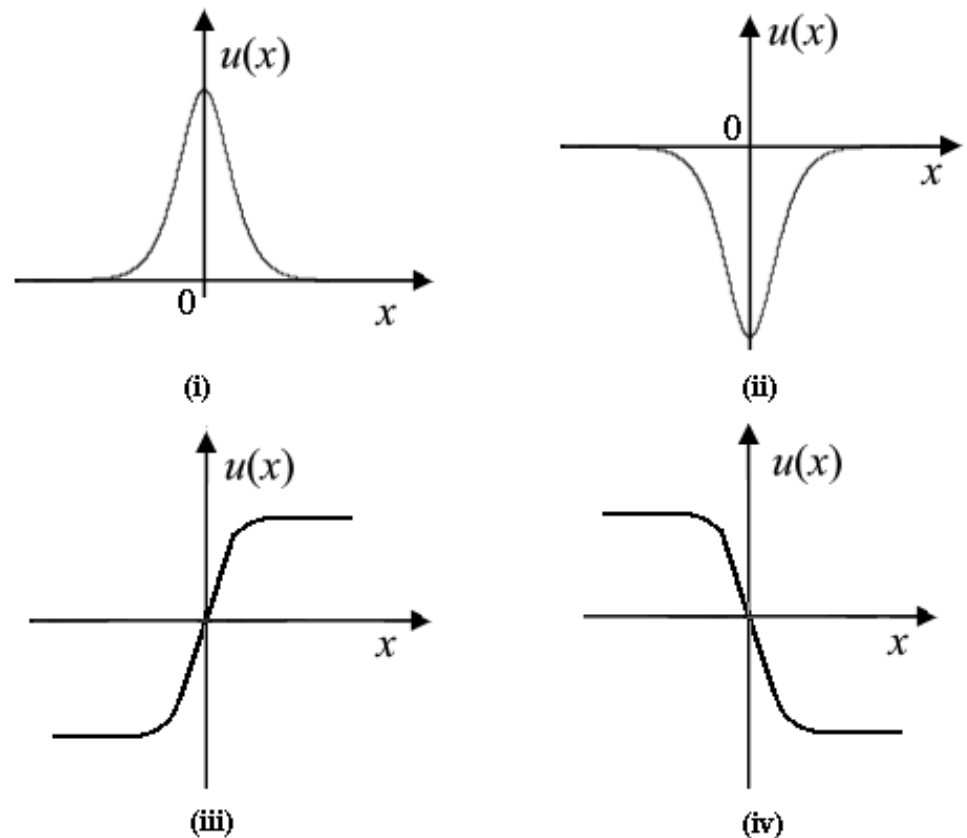 u(x)
0
x
(i)
u(x)
0
x
(ii)
u(x)
x
(iii)
u(x)
x
(iv)